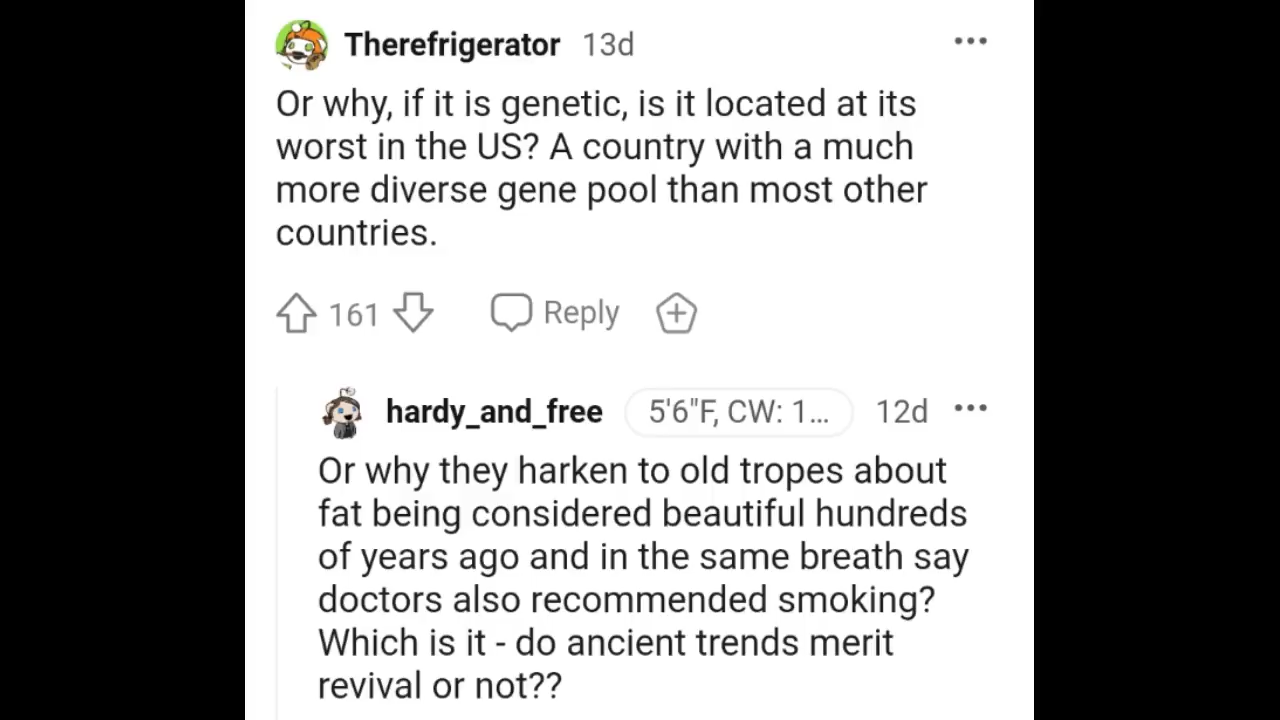 Therefrigerator 13d
Or why, if it is genetic, is it located at its
worst in the US? A country with a much
more diverse gene pool than most other
countries.
161 Reply
hardy_and_free 5'6"F, CW: 1... 12d
Or why they harken to old tropes about
fat being considered beautiful hundreds
of years ago and in the same breath say
doctors also recommended smoking?
Which is it - do ancient trends merit
revival or not??